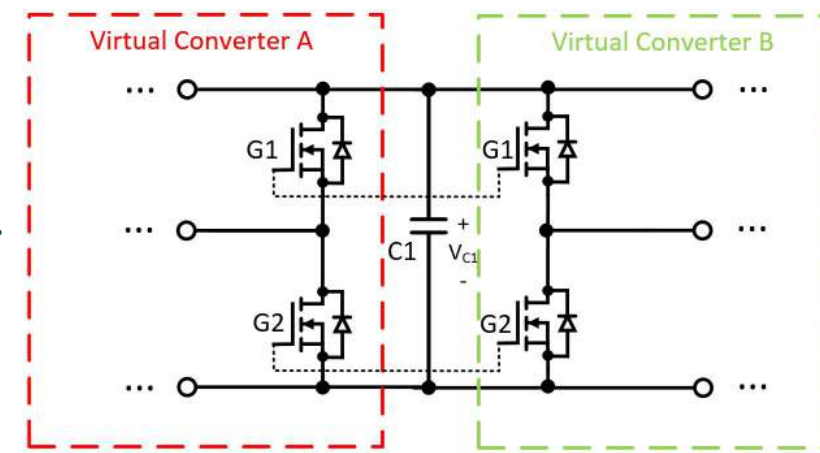 Virtual Converter A
Virtual Converter B
... ...
G1 G1
+
... C1 VC1 ...
-
G2 G2
... ...